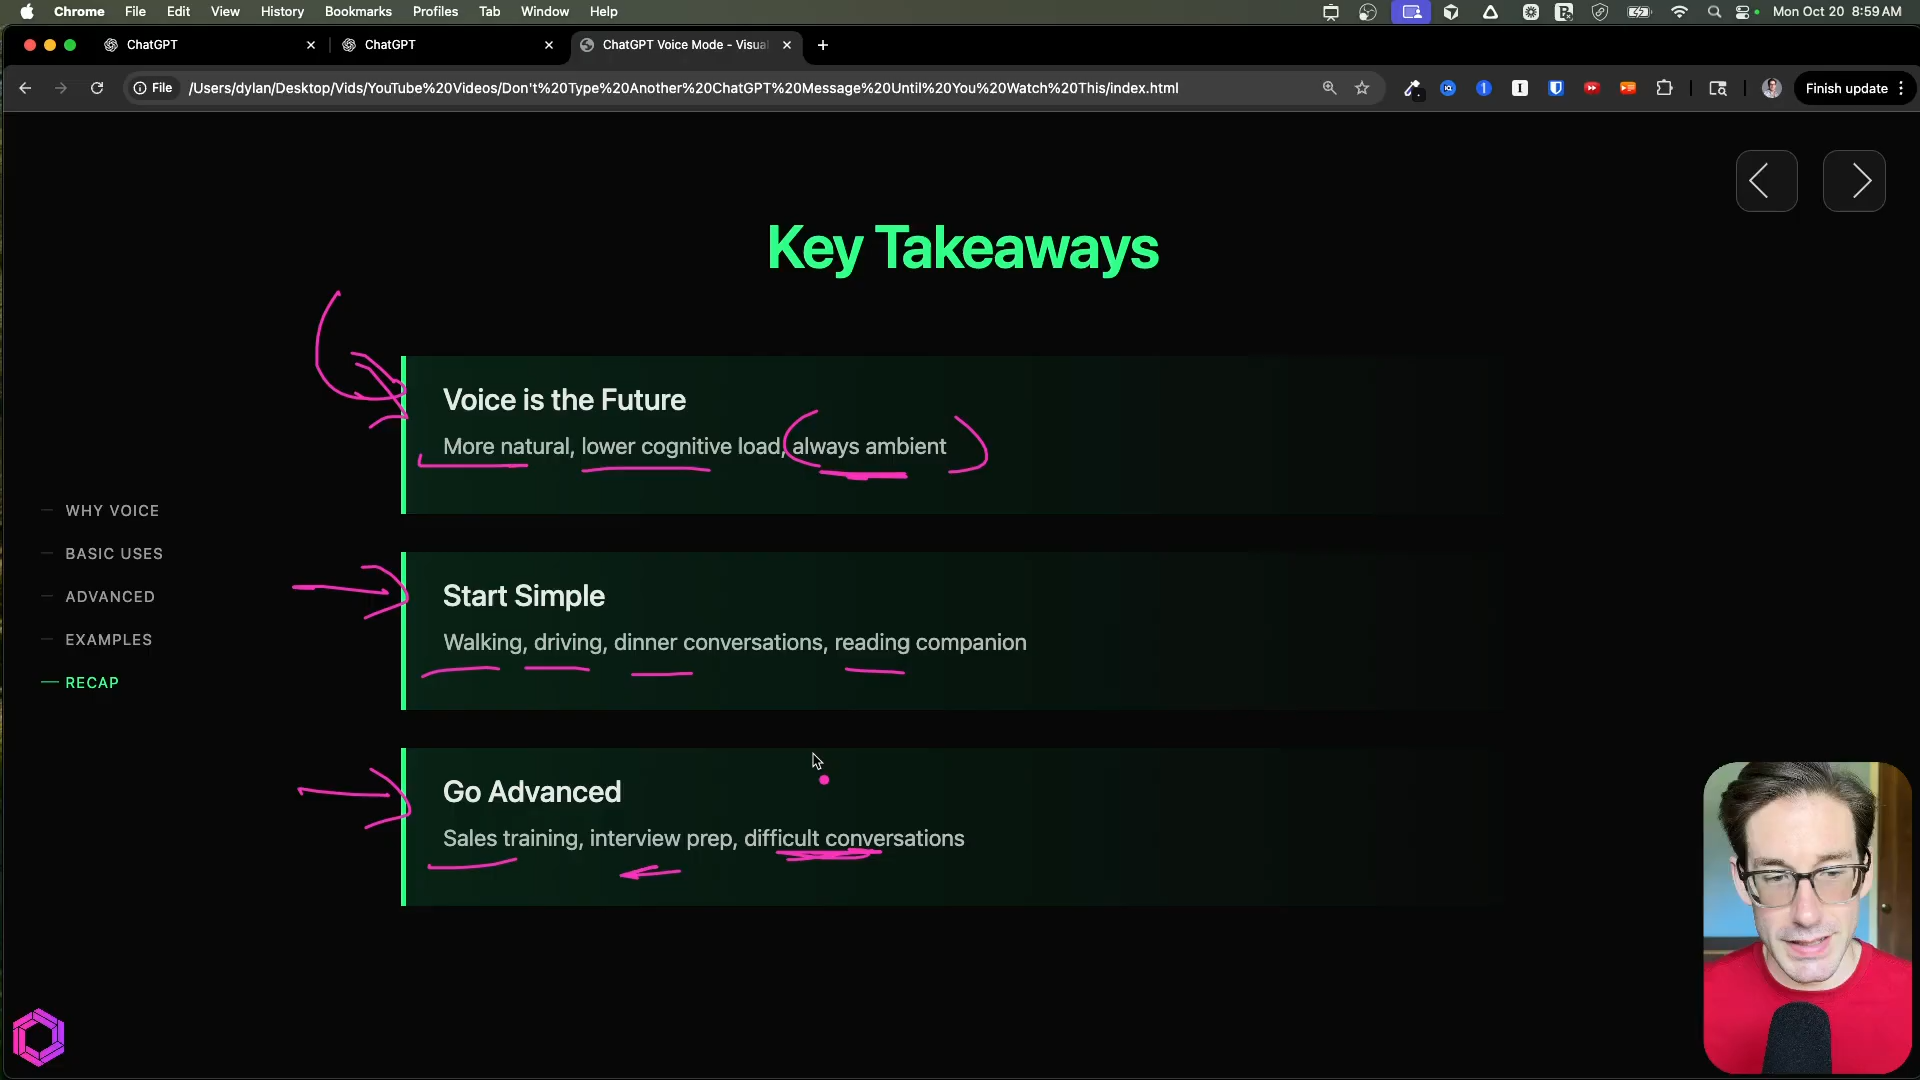 Chrome File Edit View History Bookmarks Profiles Tab Window Help Mon Oct 20 8:59 AM
ChatGPT ChatGPT ChatGPT Voice Mode - Visual
File /Users/dylan/Desktop/Vids/YouTube%20Videos/Don't%20Type%20Another%20ChatGPT%20Message%20Until%20You%20Watch%20This/index.html Finish update
Key Takeaways
Voice is the Future
More natural, lower cognitive load, always ambient
WHY VOICE
BASIC USES
ADVANCED
EXAMPLES
RECAP
Start Simple
Walking, driving, dinner conversations, reading companion
Go Advanced
Sales training, interview prep, difficult conversations